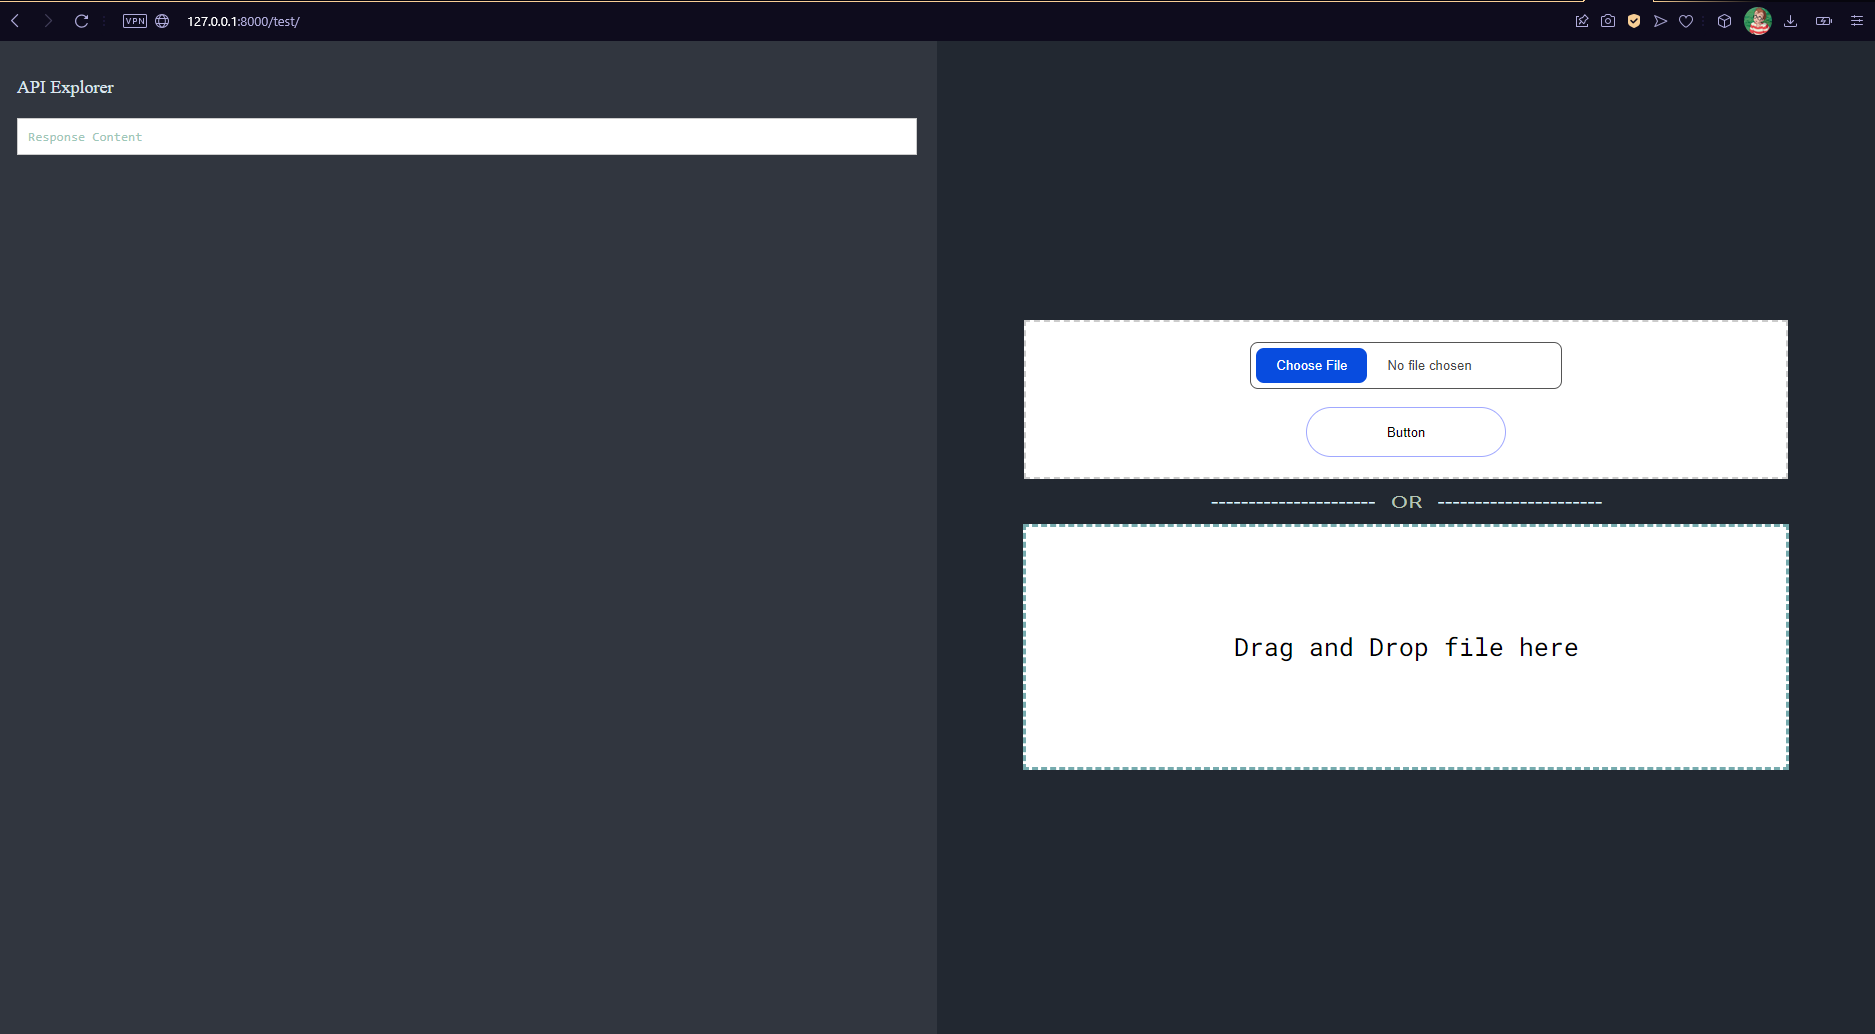 VPN 127.0.0.1:8000/test/
API Explorer
Response Content
Choose File No file chosen
Button
---------------------- OR ----------------------
Drag and Drop file here